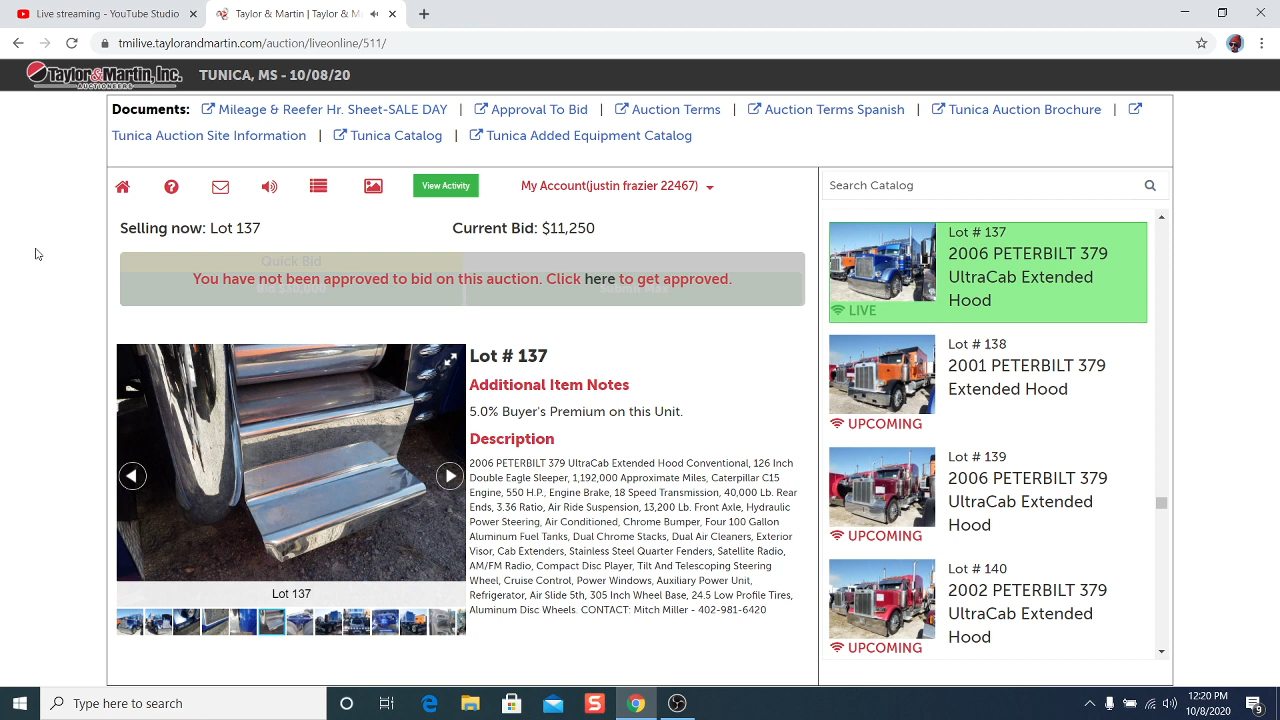 Live streaming - YouTube Studio
Taylor & Martin | Taylor & M
tmilive.taylorandmartin.com/auction/liveonline/511/
Taylor & Martin, Inc.
AUCTIONEERS
TUNICA, MS - 10/08/20
Documents: Mileage & Reefer Hr. Sheet-SALE DAY | Approval To Bid | Auction Terms | Auction Terms Spanish | Tunica Auction Brochure |
Tunica Auction Site Information | Tunica Catalog | Tunica Added Equipment Catalog
View Activity
My Account(justin frazier 22467)
Selling now: Lot 137
Current Bid: $11,250
Quick Bid
You have not been approved to bid on this auction. Click here to get approved.
Lot # 137
Additional Item Notes
5.0% Buyer's Premium on this Unit.
Description
2006 PETERBILT 379 UltraCab Extended Hood Conventional, 126 Inch
Double Eagle Sleeper, 1,192,000 Approximate Miles, Caterpillar C15
Engine, 550 H.P., Engine Brake, 18 Speed Transmission, 40,000 Lb. Rear
Ends, 3.36 Ratio, Air Ride Suspension, 13,200 Lb. Front Axle, Hydraulic
Power Steering, Air Conditioned, Chrome Bumper, Four 100 Gallon
Aluminum Fuel Tanks, Dual Chrome Stacks, Dual Air Cleaners, Exterior
Visor, Cab Extenders, Stainless Steel Quarter Fenders, Satellite Radio,
AM/FM Radio, Compact Disc Player, Tilt And Telescoping Steering
Wheel, Cruise Control, Power Windows, Auxiliary Power Unit,
Refrigerator, Air Slide 5th, 305 Inch Wheel Base, 24.5 Low Profile Tires,
Aluminum Disc Wheels. CONTACT: Mitch Miller - 402-981-6420
Lot 137
Search Catalog
Lot # 137
2006 PETERBILT 379
UltraCab Extended
Hood
LIVE
Lot # 138
2001 PETERBILT 379
Extended Hood
UPCOMING
Lot # 139
2006 PETERBILT 379
UltraCab Extended
Hood
UPCOMING
Lot # 140
2002 PETERBILT 379
UltraCab Extended
Hood
UPCOMING
Type here to search
12:20 PM
10/8/2020
9